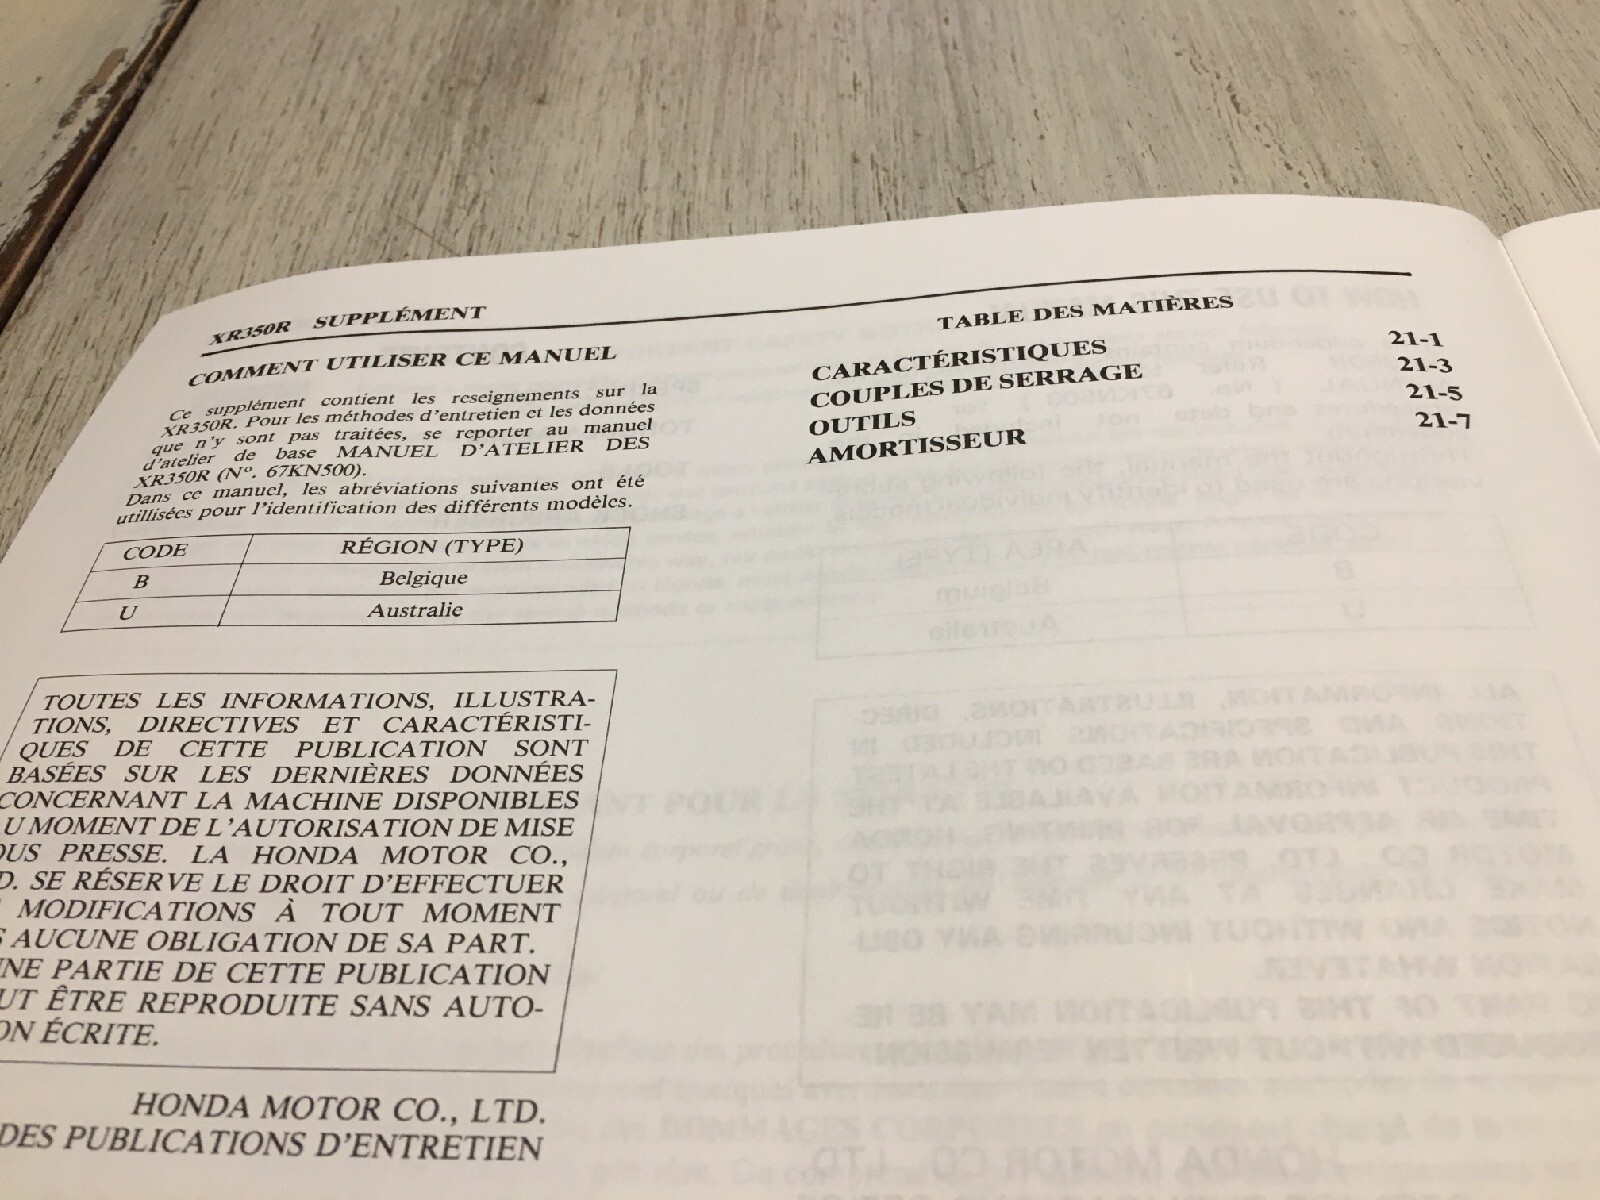 XR350R SUPPLÉMENT
COMMENT UTILISER CE MANUEL
Ce supplément contient les reseignements sur la
XR350R. Pour les méthodes d'entretien et les données
que n'y sont pas traitées, se reporter au manuel
d'atelier de base MANUEL D'ATELIER DES
XR350R (Nº. 67KN500).
Dans ce manuel, les abréviations suivantes ont été
utillisées pour l'identification des différents modèles.
CODE RÉGION (TYPE)
B Belgique
U Australie
TOUTES LES INFORMATIONS, ILLUSTRA-
TIONS, DIRECTIVES ET CARACTÉRISTI-
QUES DE CETTE PUBLICATION SONT
BASÉES SUR LES DERNIÈRES DONNÉES
CONCERNANT LA MACHINE DISPONIBLES
U MOMENT DE L'AUTORISATION DE MISE
OUS PRESSE. LA HONDA MOTOR CO.,
D. SE RÉSERVE LE DROIT D'EFFECTUER
MODIFICATIONS À TOUT MOMENT
S AUCUNE OBLIGATION DE SA PART.
NE PARTIE DE CETTE PUBLICATION
UT ÊTRE REPRODUITE SANS AUTO-
ON ÉCRITE.
HONDA MOTOR CO., LTD.
DES PUBLICATIONS D'ENTRETIEN
TABLE DES MATIÈRES
CARACTÉRISTIQUES 21-1
COUPLES DE SERRAGE 21-3
OUTILS 21-5
AMORTISSEUR 21-7